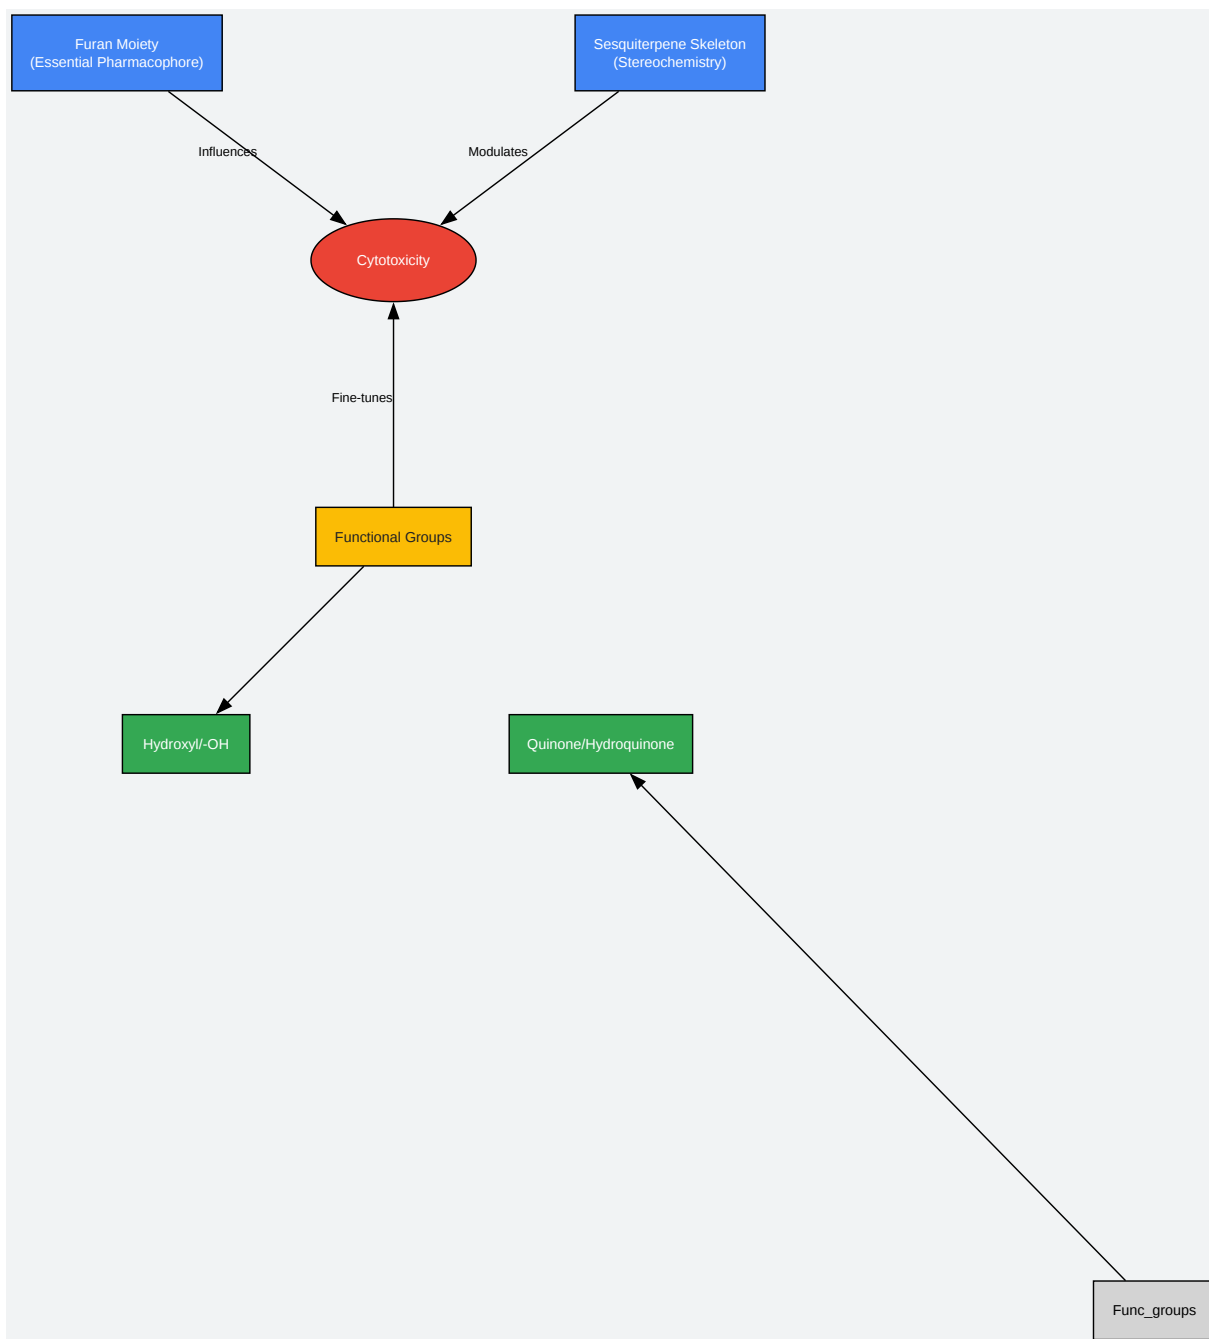 Furan Moiety
(Essential Pharmacophore)
Sesquiterpene Skeleton
(Stereochemistry)
Influences
Modulates
Cytotoxicity
Fine-tunes
Functional Groups
Hydroxyl/-OH
Quinone/Hydroquinone
Func_groups